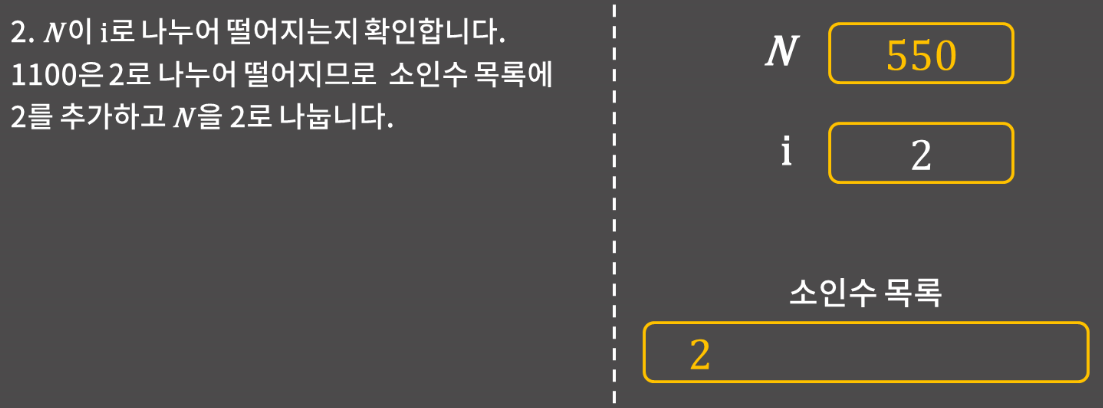 2. N이 i로 나누어 떨어지는지 확인합니다.
1100은 2로 나누어 떨어지므로 소인수 목록에
2를 추가하고 N을 2로 나눕니다.
N 550
i 2
소인수 목록
2